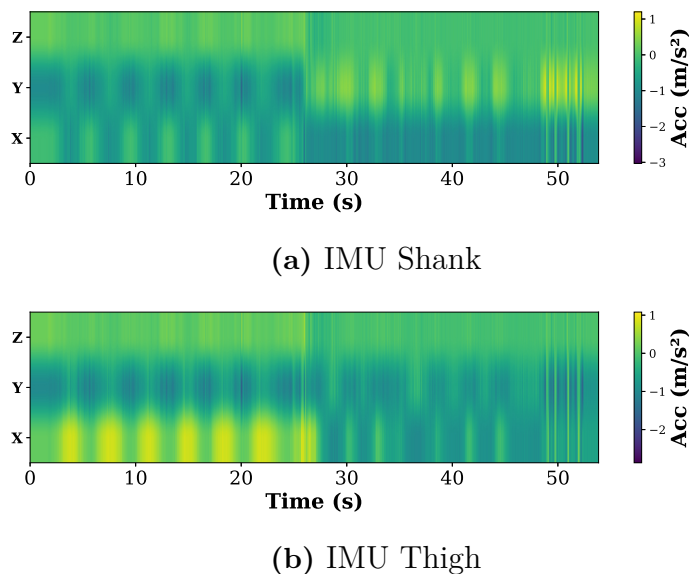 Z
Y
X
0 10 20 30 40 50
Time (s)
1
0
−1
−2
−3
Acc (m/s²)
(a) IMU Shank
Z
Y
X
0 10 20 30 40 50
Time (s)
1
0
−1
−2
Acc (m/s²)
(b) IMU Thigh